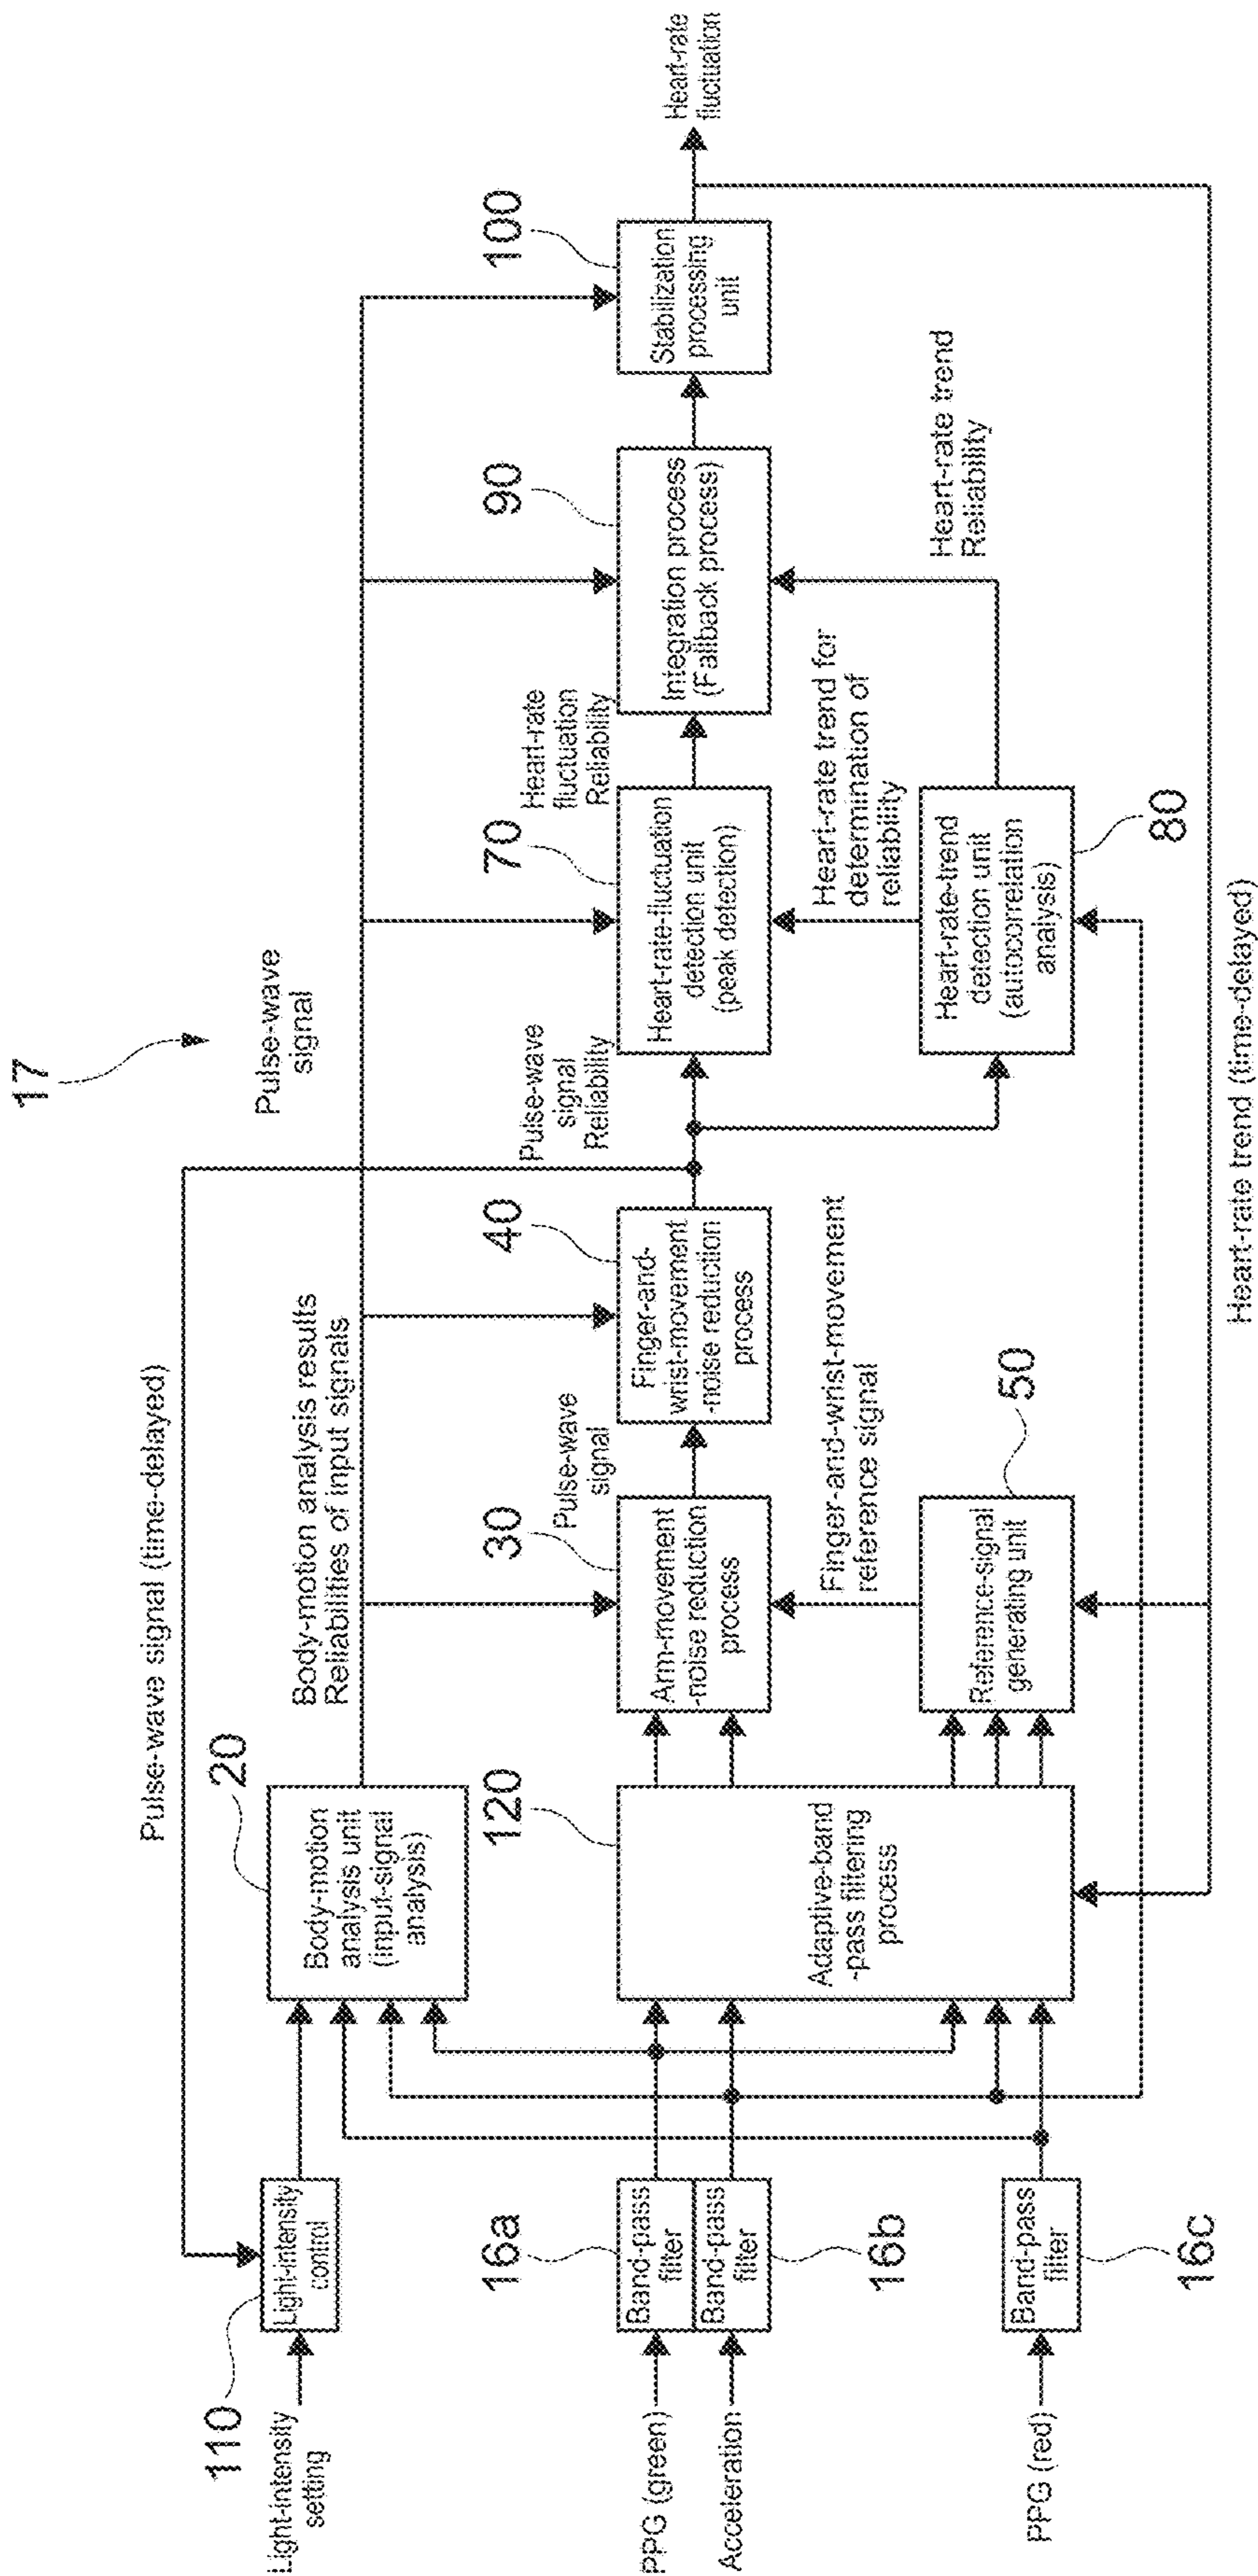 17
Pulse-wave signal (time-delayed)
Pulse-wave
signal
Body-motion analysis results
Reliabilities of input signals
110
Light-intensity
setting
Light-intensity
control
20
Body-motion
analysis unit
(input-signal
analysis)
PPG (green)
Acceleration
PPG (red)
16a
Band-pass
filter
Band-pass
filter
16b
Band-pass
filter
16c
120
Adaptive-band
-pass filtering
process
30
Arm-movement
-noise reduction
process
Pulse-wave
signal
40
Finger-and-
wrist-movement
-noise reduction
process
Finger-and-wrist-movement
reference signal
50
Reference-signal
generating unit
Pulse-wave
signal
Reliability
70
Heart-rate-fluctuation
detection unit
(peak detection)
Heart-rate
fluctuation
Reliability
Heart-rate trend for
determination of
reliability
80
Heart-rate-trend
detection unit
(autocorrelation
analysis)
90
Integration process
(Fallback process)
Heart-rate trend
Reliability
100
Stabilization
processing
unit
Heart-rate
fluctuation
Heart-rate trend (time-delayed)